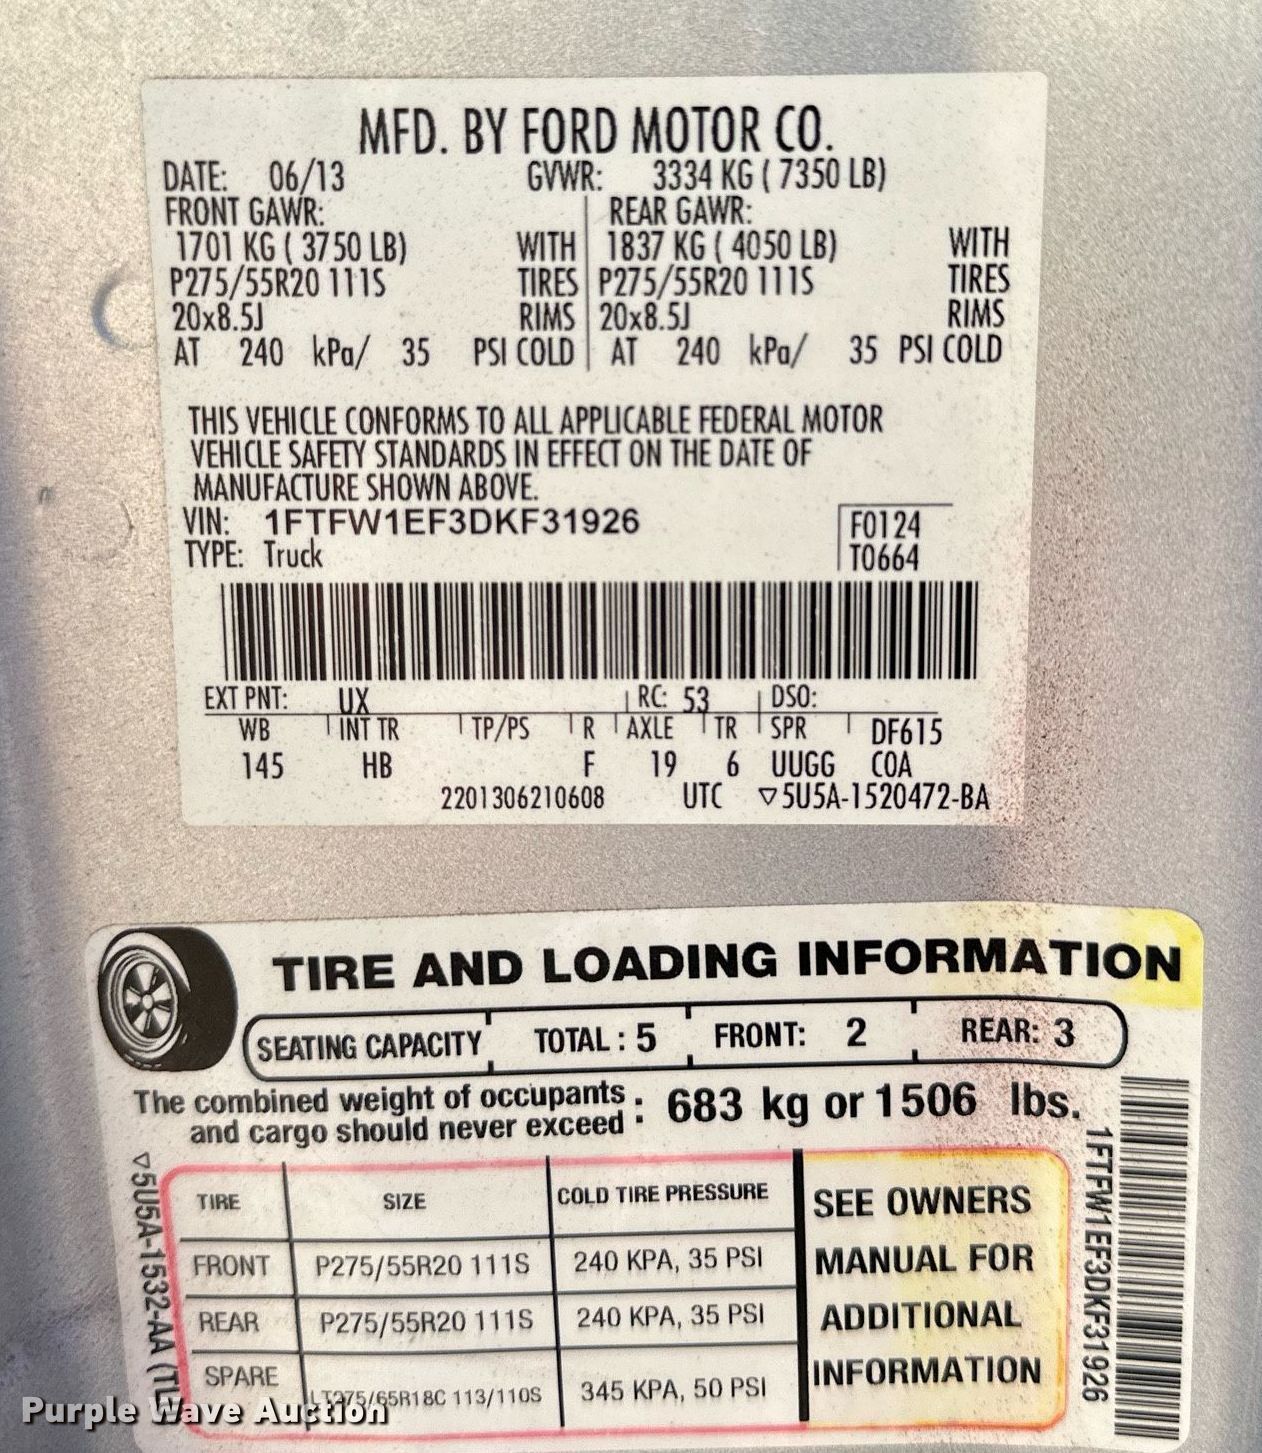 MFD. BY FORD MOTOR CO.
DATE: 06/13 GVWR: 3334 KG ( 7350 LB)
FRONT GAWR: REAR GAWR:
1701 KG ( 3750 LB) WITH 1837 KG ( 4050 LB) WITH
P275/55R20 111S TIRES P275/55R20 111S TIRES
20x8.5J RIMS 20x8.5J RIMS
AT 240 kPa/ 35 PSI COLD AT 240 kPa/ 35 PSI COLD
THIS VEHICLE CONFORMS TO ALL APPLICABLE FEDERAL MOTOR
VEHICLE SAFETY STANDARDS IN EFFECT ON THE DATE OF
MANUFACTURE SHOWN ABOVE.
VIN: 1FTFW1EF3DKF31926 F0124
TYPE: Truck T0664
EXT PNT: UX RC: 53 DSO:
WB INT TR TP/PS R AXLE TR SPR DF615
145 HB F 19 6 UUGG COA
2201306210608 UTC ▽5U5A-1520472-BA
TIRE AND LOADING INFORMATION
SEATING CAPACITY TOTAL : 5 FRONT: 2 REAR: 3
The combined weight of occupants
and cargo should never exceed : 683 kg or 1506 lbs.
TIRE SIZE COLD TIRE PRESSURE
FRONT P275/55R20 111S 240 KPA, 35 PSI
REAR P275/55R20 111S 240 KPA, 35 PSI
SPARE LT275/65R18C 113/110S 345 KPA, 50 PSI
SEE OWNERS
MANUAL FOR
ADDITIONAL
INFORMATION
▽5U5A-1532-AA
1FTFW1EF3DKF31926
Purple Wave Auction